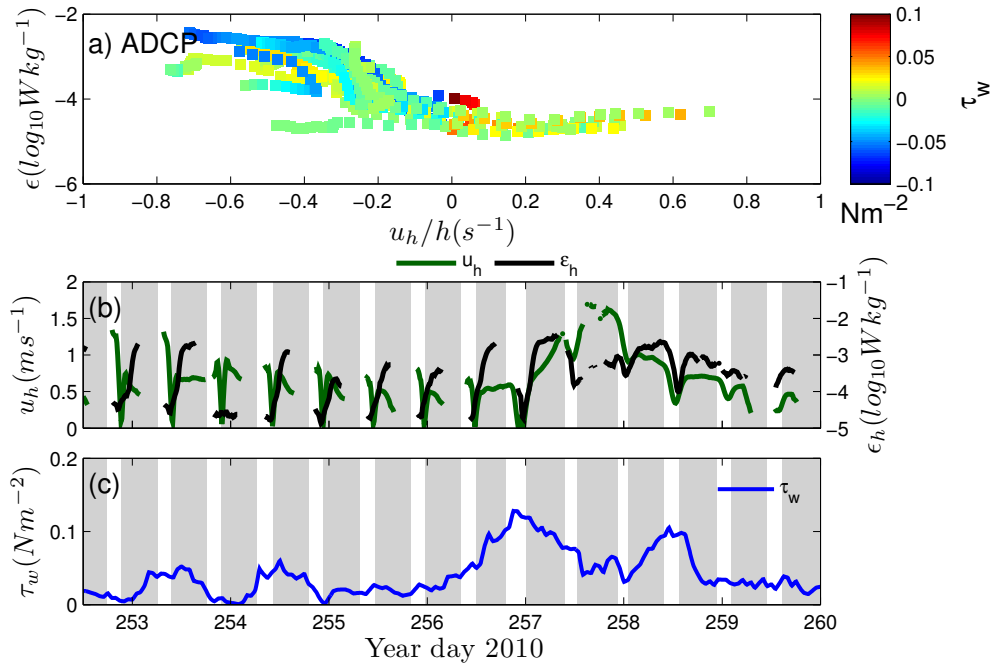 a) ADCP
ϵ(log10Wkg−1)
−2
−4
−6
−1 −0.8 −0.6 −0.4 −0.2 0 0.2 0.4 0.6 0.8 1
u_h/h(s−1)
0.1
0.05
0
−0.05
−0.1
τ_w
Nm−2
u_h ε_h
(b)
u_h(ms−1)
2
1.5
1
0.5
0
−1
−2
−3
−4
−5
ϵ_h(log10Wkg−1)
(c)
τ_w
τ_w(Nm−2)
0.2
0.1
0
253 254 255 256 257 258 259 260
Year day 2010